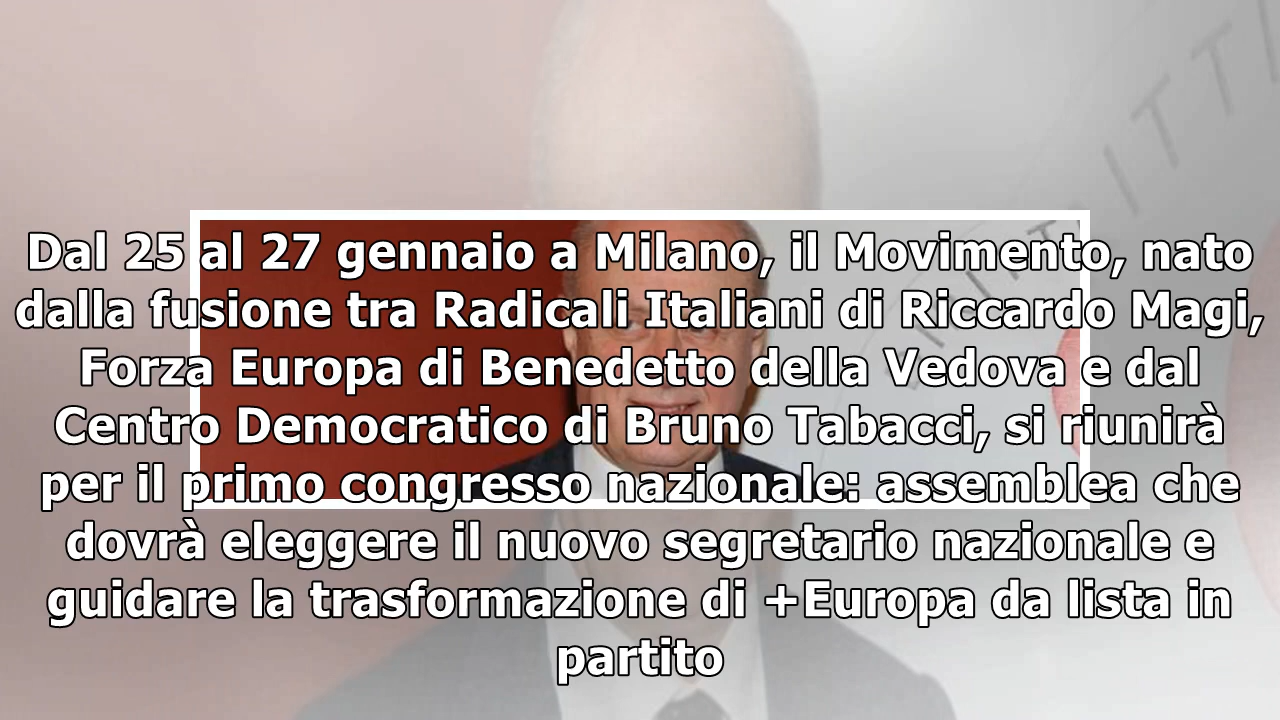 Dal 25 al 27 gennaio a Milano, il Movimento, nato
dalla fusione tra Radicali Italiani di Riccardo Magi,
Forza Europa di Benedetto della Vedova e dal
Centro Democratico di Bruno Tabacci, si riunirà
per il primo congresso nazionale: assemblea che
dovrà eleggere il nuovo segretario nazionale e
guidare la trasformazione di +Europa da lista in
partito